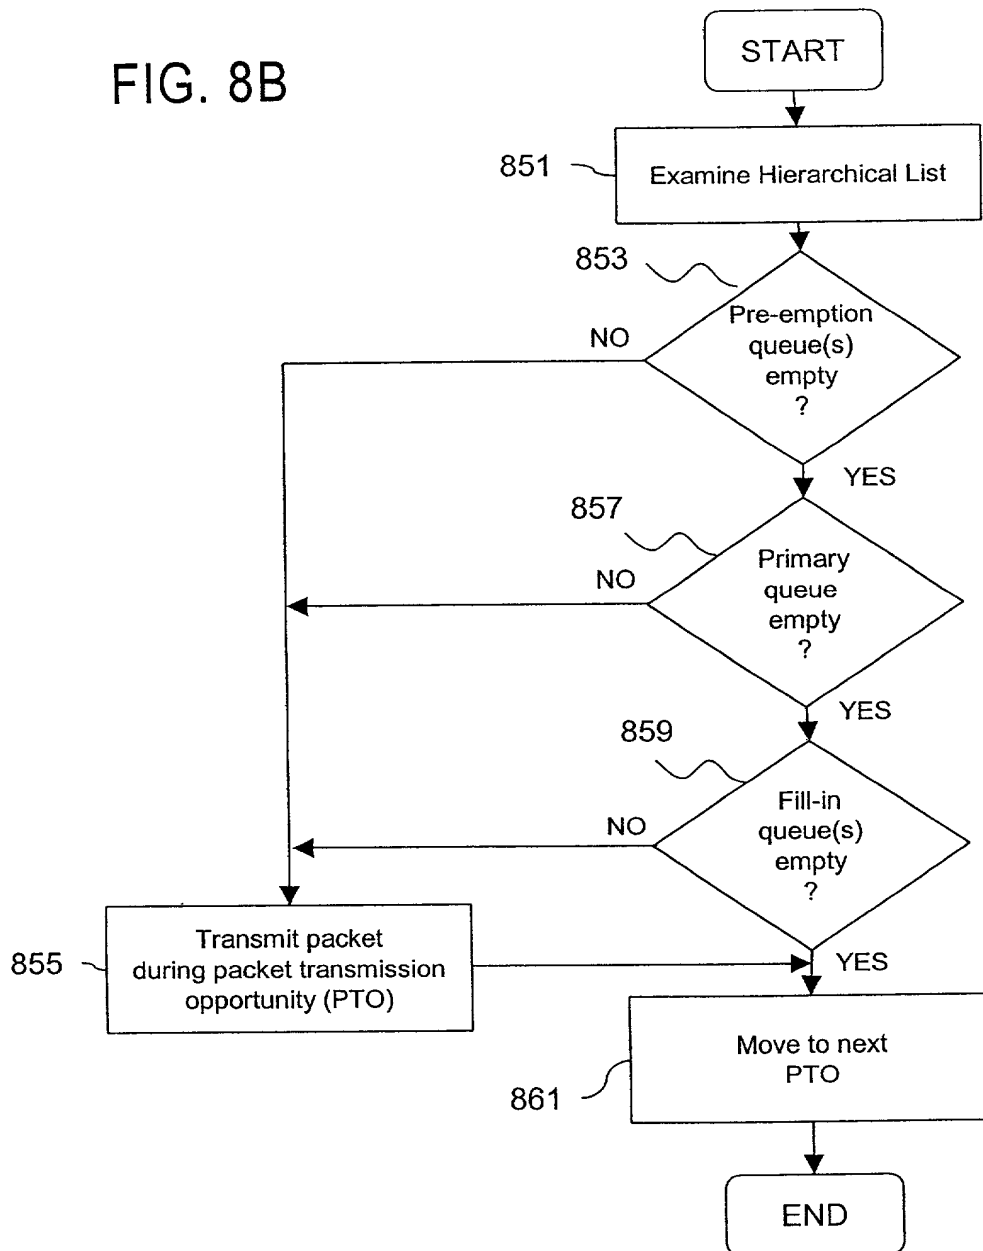 FIG. 8B
START
851
Examine Hierarchical List
853
Pre-emption
queue(s)
empty
?
NO
YES
857
Primary
queue
empty
?
NO
YES
859
Fill-in
queue(s)
empty
?
NO
YES
855
Transmit packet
during packet transmission
opportunity (PTO)
861
Move to next
PTO
END